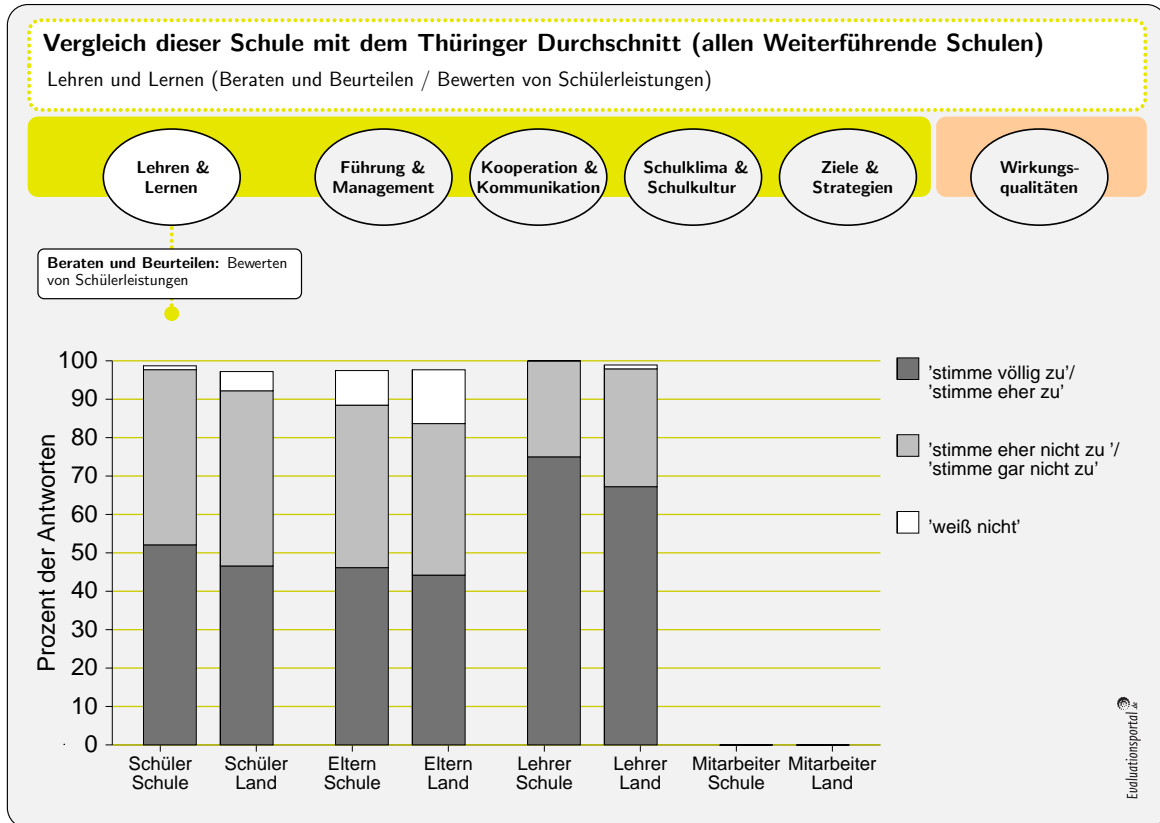 Vergleich dieser Schule mit dem Thüringer Durchschnitt (allen Weiterführende Schulen)
Lehren und Lernen (Beraten und Beurteilen / Bewerten von Schülerleistungen)
Lehren &
Lernen
Führung &
Management
Kooperation &
Kommunikation
Schulklima &
Schulkultur
Ziele &
Strategien
Wirkungs-
qualitäten
Beraten und Beurteilen: Bewerten
von Schülerleistungen
Prozent der Antworten
100
90
80
70
60
50
40
30
20
10
0
Schüler
Schule
Schüler
Land
Eltern
Schule
Eltern
Land
Lehrer
Schule
Lehrer
Land
Mitarbeiter
Schule
Mitarbeiter
Land
'stimme völlig zu'/
'stimme eher zu'
'stimme eher nicht zu '/
'stimme gar nicht zu'
'weiß nicht'
Evaluationsportal.de